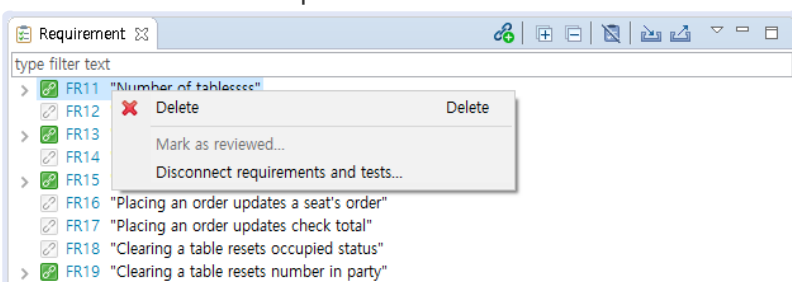 Requirement
type filter text
FR11 "Number of tablessss"
FR12
FR13
FR14
FR15
Delete Delete
Mark as reviewed...
Disconnect requirements and tests...
FR16 "Placing an order updates a seat's order"
FR17 "Placing an order updates check total"
FR18 "Clearing a table resets occupied status"
FR19 "Clearing a table resets number in party"